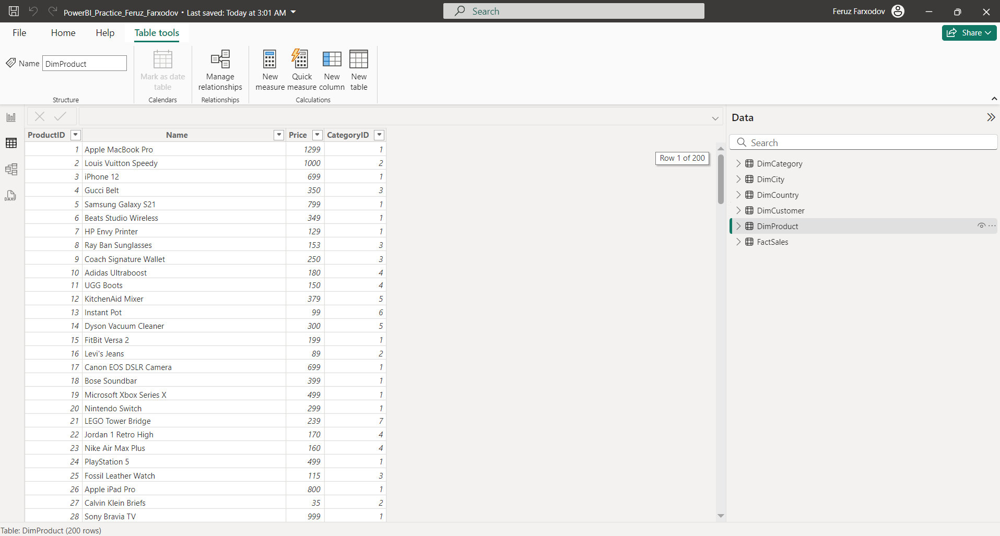 PowerBI_Practice_Feruz_Farxodov • Last saved: Today at 3:01 AM
Search
Feruz Farxodov
File Home Help Table tools
Share
Name DimProduct
Mark as date table
Manage relationships
New measure
Quick measure
New column
New table
Structure Calendars Relationships Calculations
DAX
ProductID Name Price CategoryID
1 Apple MacBook Pro 1299 1
2 Louis Vuitton Speedy 1000 2
3 iPhone 12 699 1
4 Gucci Belt 350 3
5 Samsung Galaxy S21 799 1
6 Beats Studio Wireless 349 1
7 HP Envy Printer 129 1
8 Ray Ban Sunglasses 153 3
9 Coach Signature Wallet 250 3
10 Adidas Ultraboost 180 4
11 UGG Boots 150 4
12 KitchenAid Mixer 379 5
13 Instant Pot 99 6
14 Dyson Vacuum Cleaner 300 5
15 FitBit Versa 2 199 1
16 Levi's Jeans 89 2
17 Canon EOS DSLR Camera 699 1
18 Bose Soundbar 399 1
19 Microsoft Xbox Series X 499 1
20 Nintendo Switch 299 1
21 LEGO Tower Bridge 239 7
22 Jordan 1 Retro High 170 4
23 Nike Air Max Plus 160 4
24 PlayStation 5 499 1
25 Fossil Leather Watch 115 3
26 Apple iPad Pro 800 1
27 Calvin Klein Briefs 35 2
28 Sony Bravia TV 999 1
Row 1 of 200
Data
Search
DimCategory
DimCity
DimCountry
DimCustomer
DimProduct
FactSales
Table: DimProduct (200 rows)